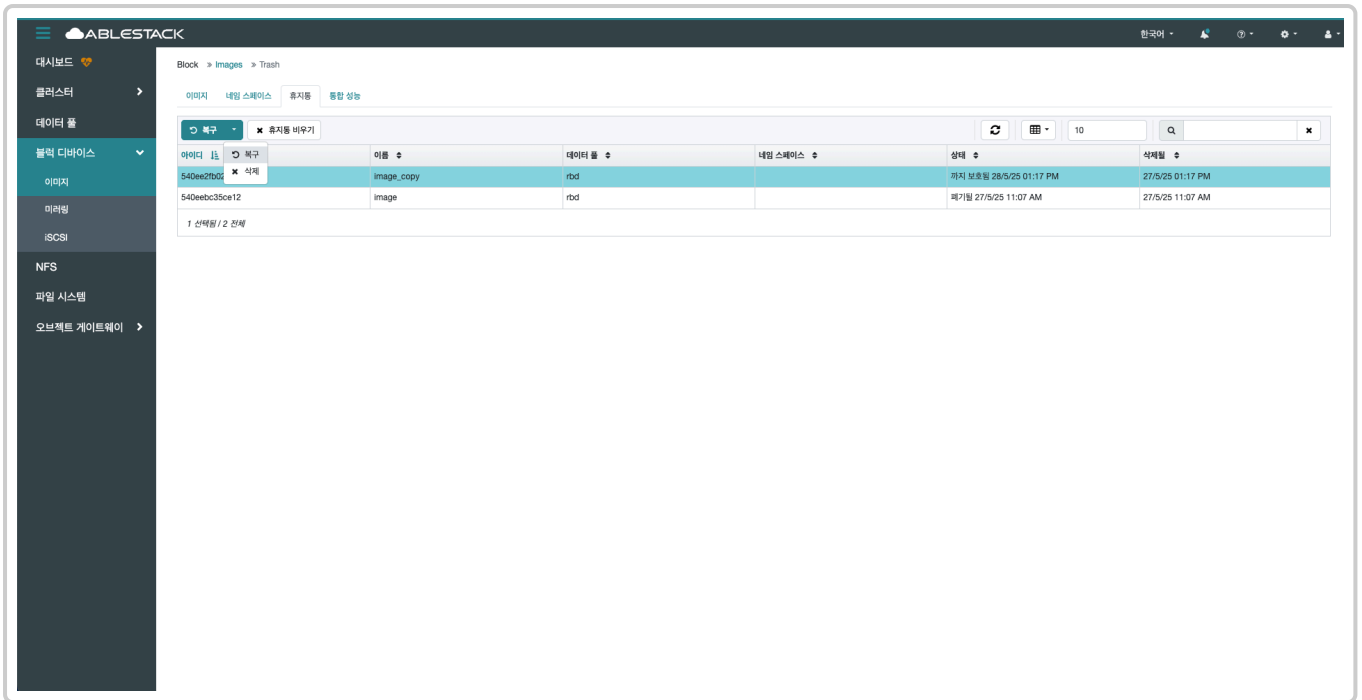 ABLESTACK
한국어
대시보드
클러스터
데이터 풀
블럭 디바이스
이미지
미러링
iSCSI
NFS
파일 시스템
오브젝트 게이트웨이
Block » Images » Trash
이미지 네임 스페이스 휴지통 통합 성능
복구 휴지통 비우기 10
아이디 이름 데이터 풀 네임 스페이스 상태 삭제될
복구
삭제
image_copy rbd 까지 보호됨 28/5/25 01:17 PM 27/5/25 01:17 PM
540eebc35ce12 image rbd 폐기될 27/5/25 11:07 AM 27/5/25 11:07 AM
1 선택됨 / 2 전체